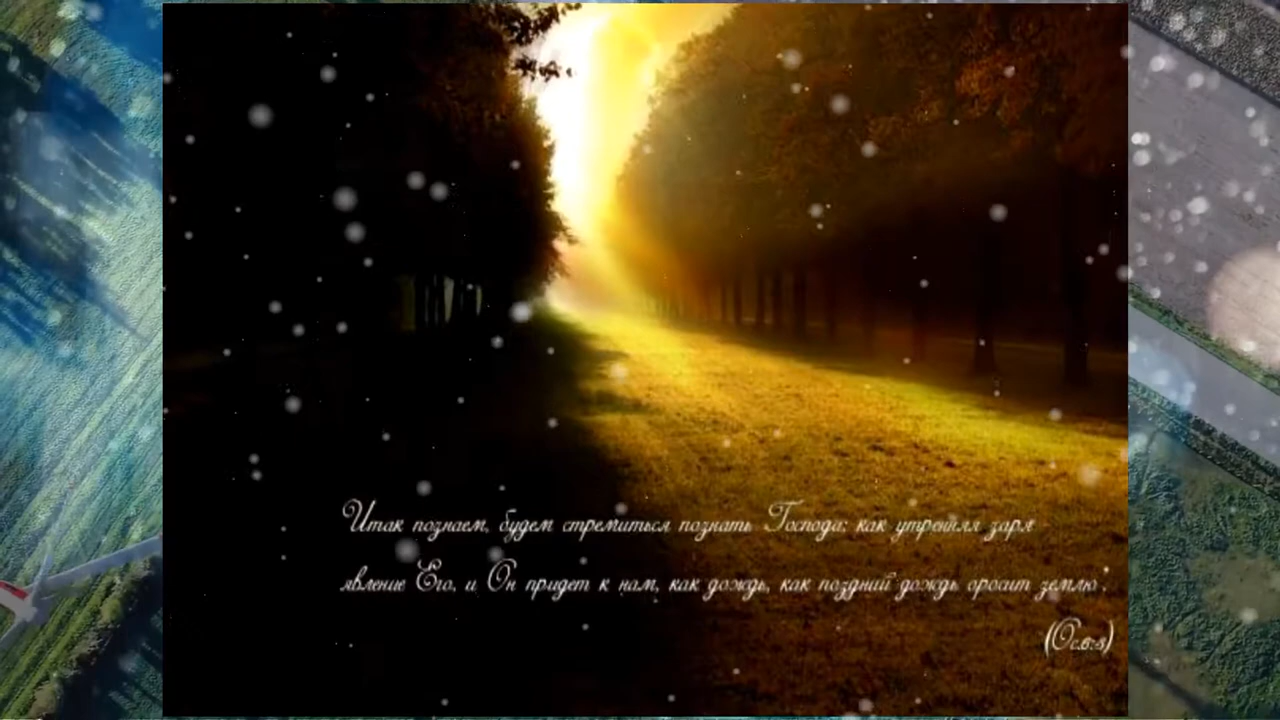 Итак познаем, будем стремиться познать Господа; как утренняя заря
явление Его, и Он придет к нам, как дождь, как поздний дождь оросит землю".
(Ос.6:3)